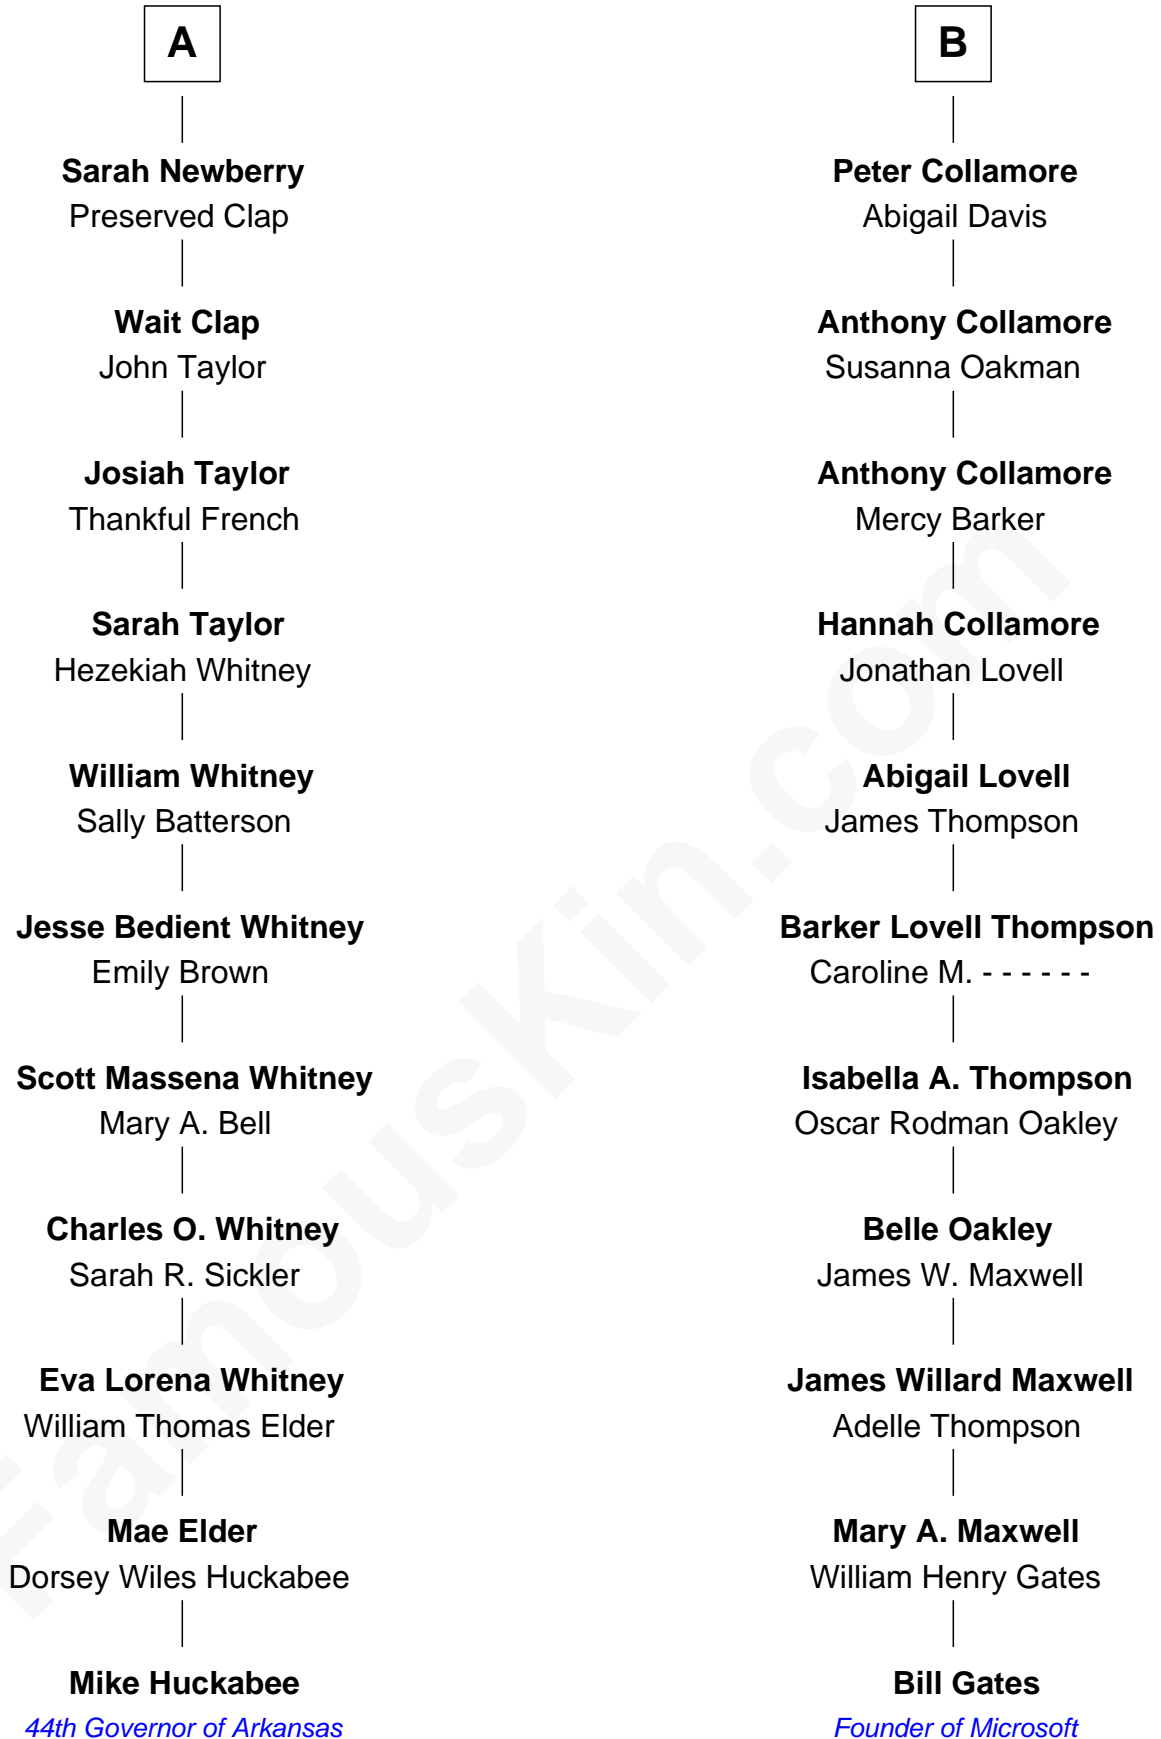 A
Sarah Newberry
Preserved Clap
Wait Clap
John Taylor
Josiah Taylor
Thankful French
Sarah Taylor
Hezekiah Whitney
William Whitney
Sally Batterson
Jesse Bedient Whitney
Emily Brown
Scott Massena Whitney
Mary A. Bell
Charles O. Whitney
Sarah R. Sickler
Eva Lorena Whitney
William Thomas Elder
Mae Elder
Dorsey Wiles Huckabee
Mike Huckabee
44th Governor of Arkansas
B
Peter Collamore
Abigail Davis
Anthony Collamore
Susanna Oakman
Anthony Collamore
Mercy Barker
Hannah Collamore
Jonathan Lovell
Abigail Lovell
James Thompson
Barker Lovell Thompson
Caroline M. - - - - - -
Isabella A. Thompson
Oscar Rodman Oakley
Belle Oakley
James W. Maxwell
James Willard Maxwell
Adelle Thompson
Mary A. Maxwell
William Henry Gates
Bill Gates
Founder of Microsoft
FamousKin.com